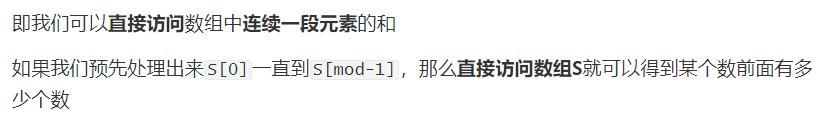 即我们可以直接访问数组中连续一段元素的和
如果我们预先处理出来S[0]一直到S[mod-1]，那么直接访问数组S就可以得到某个数前面有多
少个数